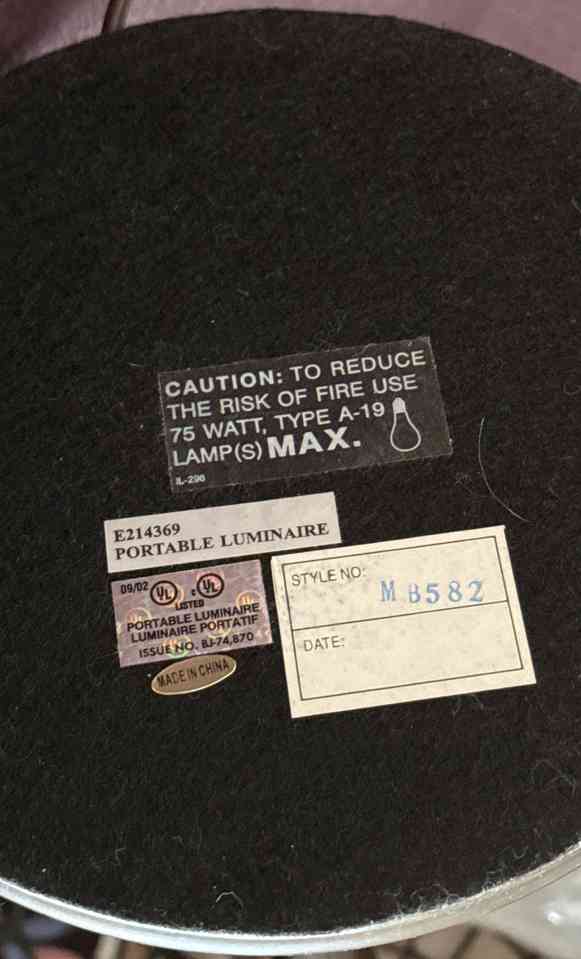 CAUTION: TO REDUCE
THE RISK OF FIRE USE
75 WATT, TYPE A-19
LAMP(S) MAX.
IL-296
E214369
PORTABLE LUMINAIRE
09/02 UL c UL
LISTED
PORTABLE LUMINAIRE
LUMINAIRE PORTATIF
ISSUE NO. BJ-74,870
MADE IN CHINA
STYLE NO: M B582
DATE: